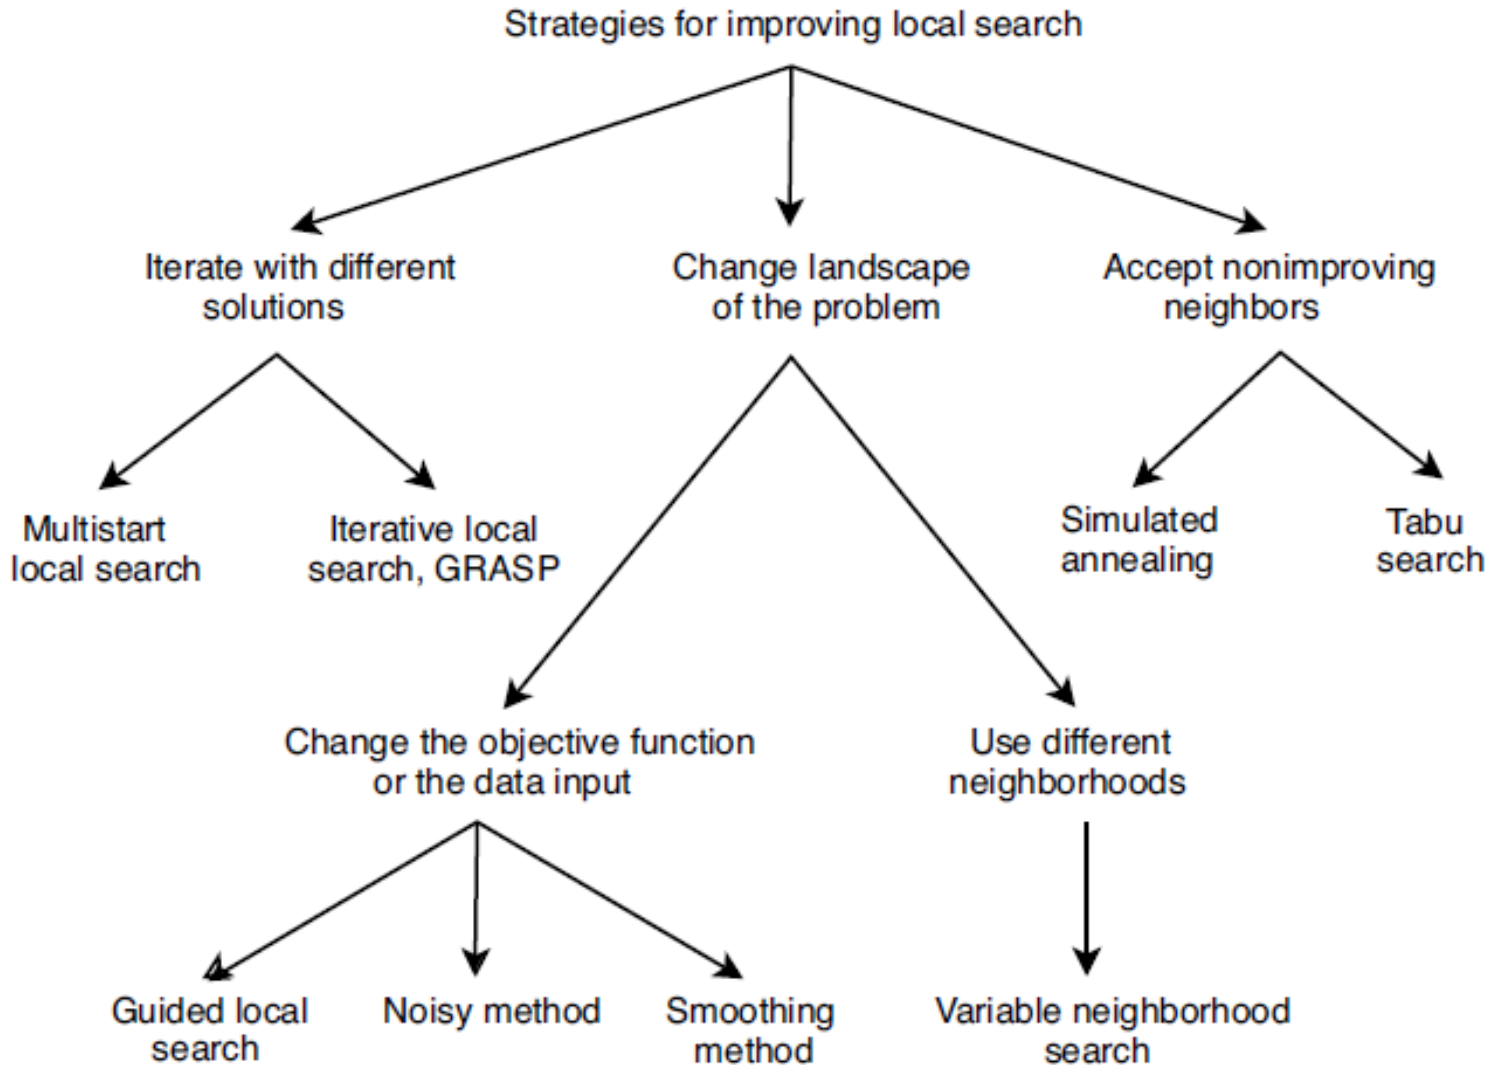 Strategies for improving local search
Iterate with different
solutions
Change landscape
of the problem
Accept nonimproving
neighbors
Multistart
local search
Iterative local
search, GRASP
Simulated
annealing
Tabu
search
Change the objective function
or the data input
Use different
neighborhoods
Guided local
search
Noisy method
Smoothing
method
Variable neighborhood
search